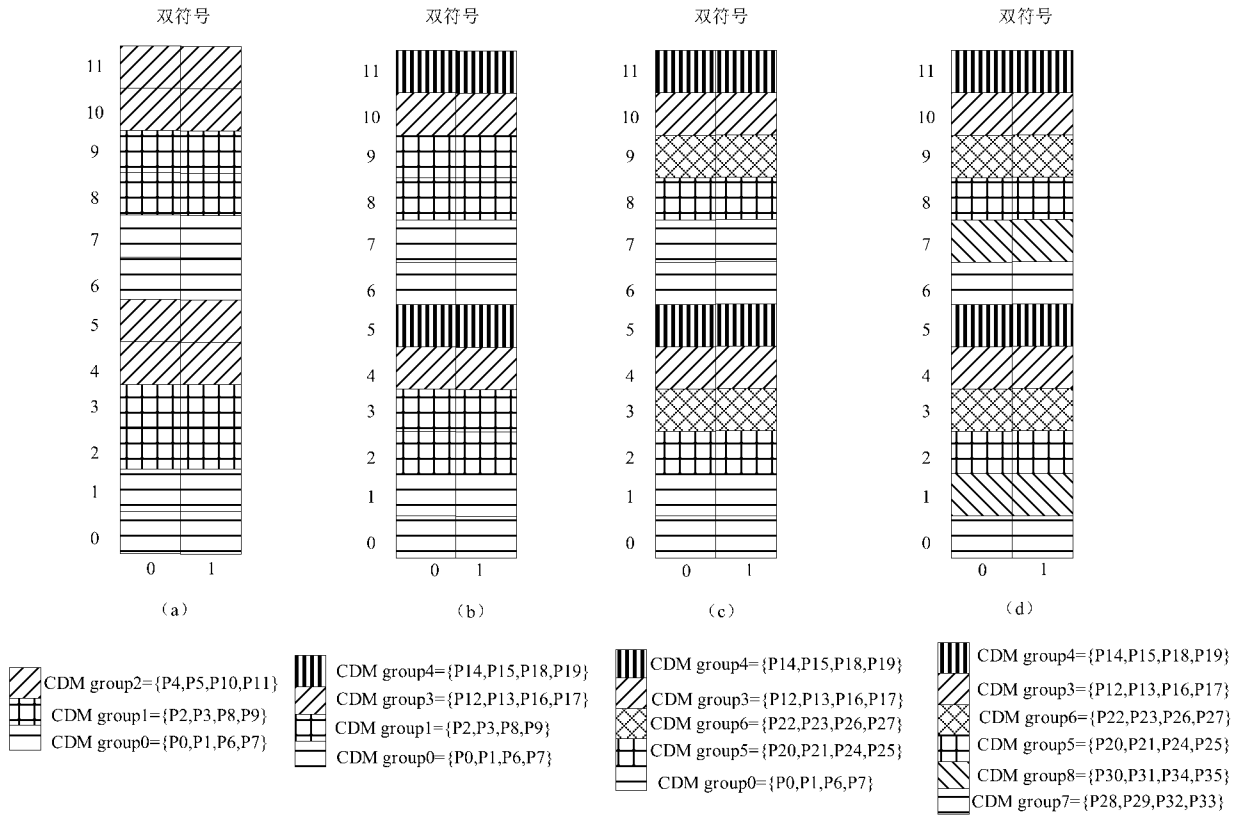 双符号
11
10
9
8
7
6
5
4
3
2
1
0
0 1
（a）
CDM group2={P4,P5,P10,P11}
CDM group1={P2,P3,P8,P9}
CDM group0={P0,P1,P6,P7}
双符号
11
10
9
8
7
6
5
4
3
2
1
0
0 1
（b）
CDM group4={P14,P15,P18,P19}
CDM group3={P12,P13,P16,P17}
CDM group1={P2,P3,P8,P9}
CDM group0={P0,P1,P6,P7}
双符号
11
10
9
8
7
6
5
4
3
2
1
0
0 1
（c）
CDM group4={P14,P15,P18,P19}
CDM group3={P12,P13,P16,P17}
CDM group6={P22,P23,P26,P27}
CDM group5={P20,P21,P24,P25}
CDM group0={P0,P1,P6,P7}
双符号
11
10
9
8
7
6
5
4
3
2
1
0
0 1
（d）
CDM group4={P14,P15,P18,P19}
CDM group3={P12,P13,P16,P17}
CDM group6={P22,P23,P26,P27}
CDM group5={P20,P21,P24,P25}
CDM group8={P30,P31,P34,P35}
CDM group7={P28,P29,P32,P33}